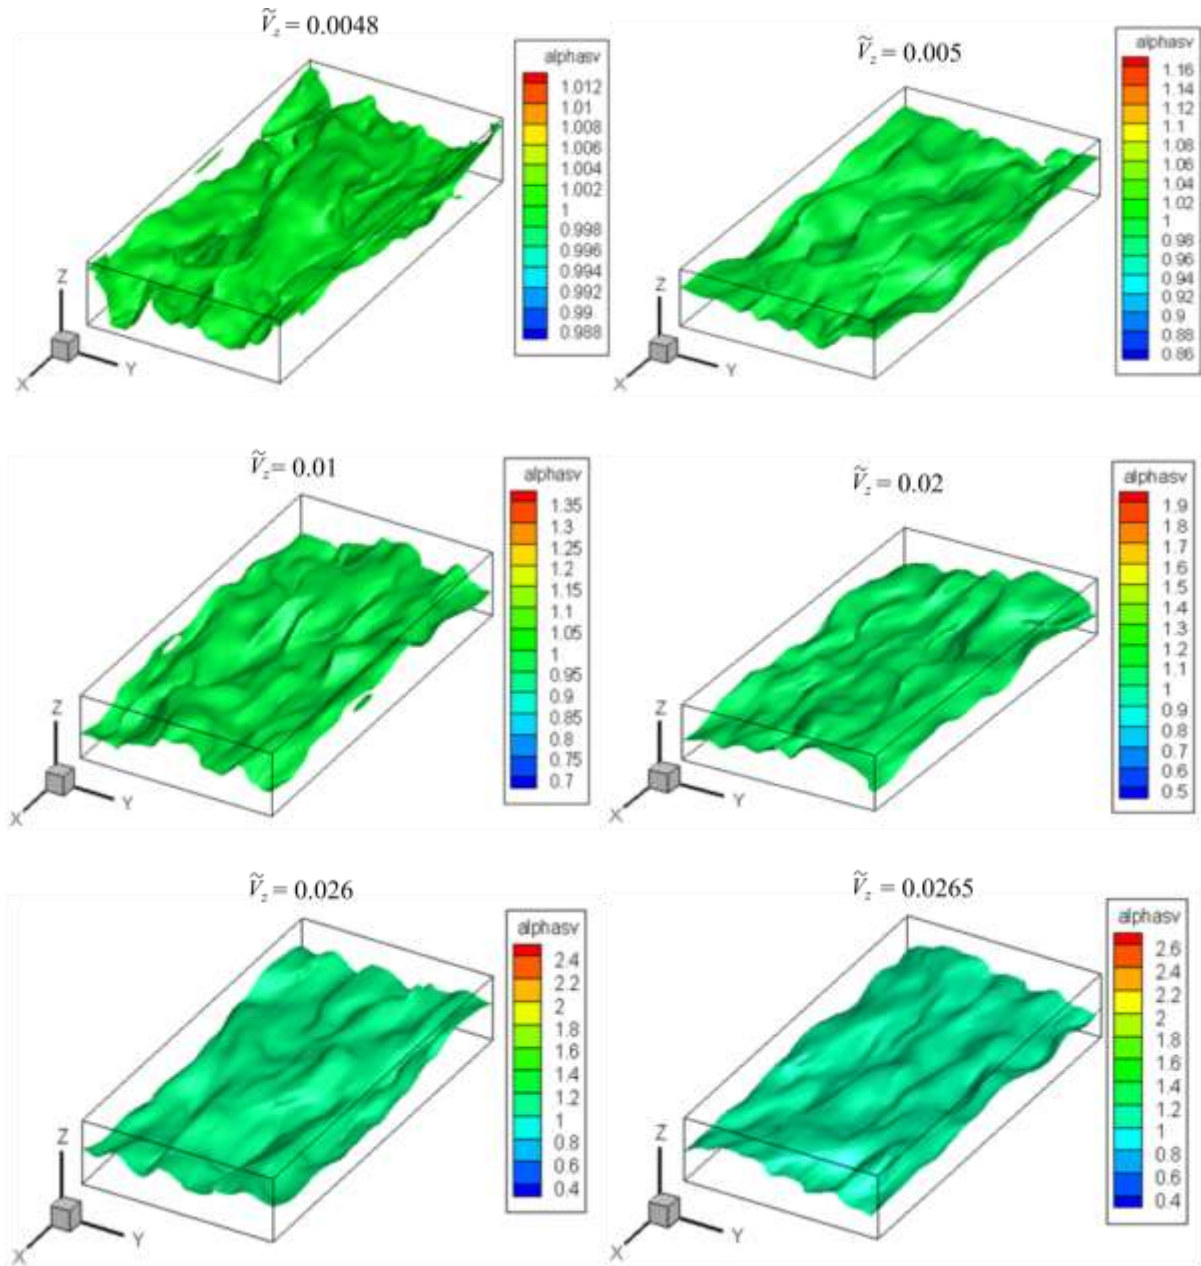 Ṽz = 0.0048
alphasv
1.012
1.01
1.008
1.006
1.004
1.002
1
0.998
0.996
0.994
0.992
0.99
0.988
Z
X
Y
Ṽz = 0.005
alphasv
1.16
1.14
1.12
1.1
1.08
1.06
1.04
1.02
1
0.98
0.96
0.94
0.92
0.9
0.88
0.86
Z
X
Y
Ṽz = 0.01
alphasv
1.35
1.3
1.25
1.2
1.15
1.1
1.05
1
0.95
0.9
0.85
0.8
0.75
0.7
Z
X
Y
Ṽz = 0.02
alphasv
1.9
1.8
1.7
1.6
1.5
1.4
1.3
1.2
1.1
1
0.9
0.8
0.7
0.6
0.5
Z
X
Y
Ṽz = 0.026
alphasv
2.4
2.2
2
1.8
1.6
1.4
1.2
1
0.8
0.6
0.4
Z
X
Y
Ṽz = 0.0265
alphasv
2.6
2.4
2.2
2
1.8
1.6
1.4
1.2
1
0.8
0.6
0.4
Z
X
Y